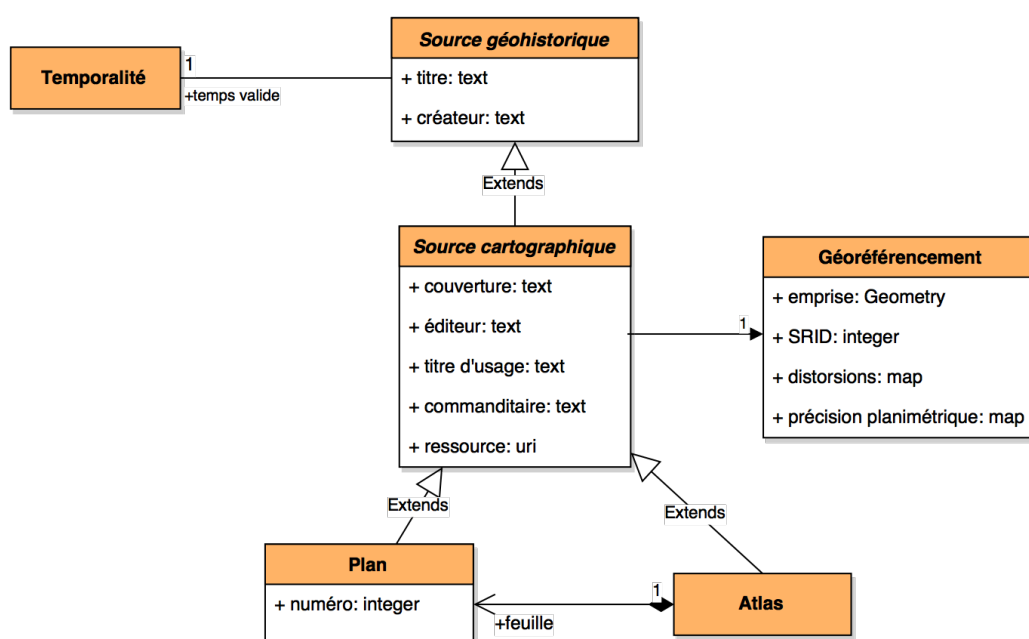 Source géohistorique
+ titre: text
+ créateur: text
Temporalité
1
+temps valide
Extends
Source cartographique
+ couverture: text
+ éditeur: text
+ titre d'usage: text
+ commanditaire: text
+ ressource: uri
1
Géoréférencement
+ emprise: Geometry
+ SRID: integer
+ distorsions: map
+ précision planimétrique: map
Extends
Extends
Plan
+ numéro: integer
1
+feuille
Atlas